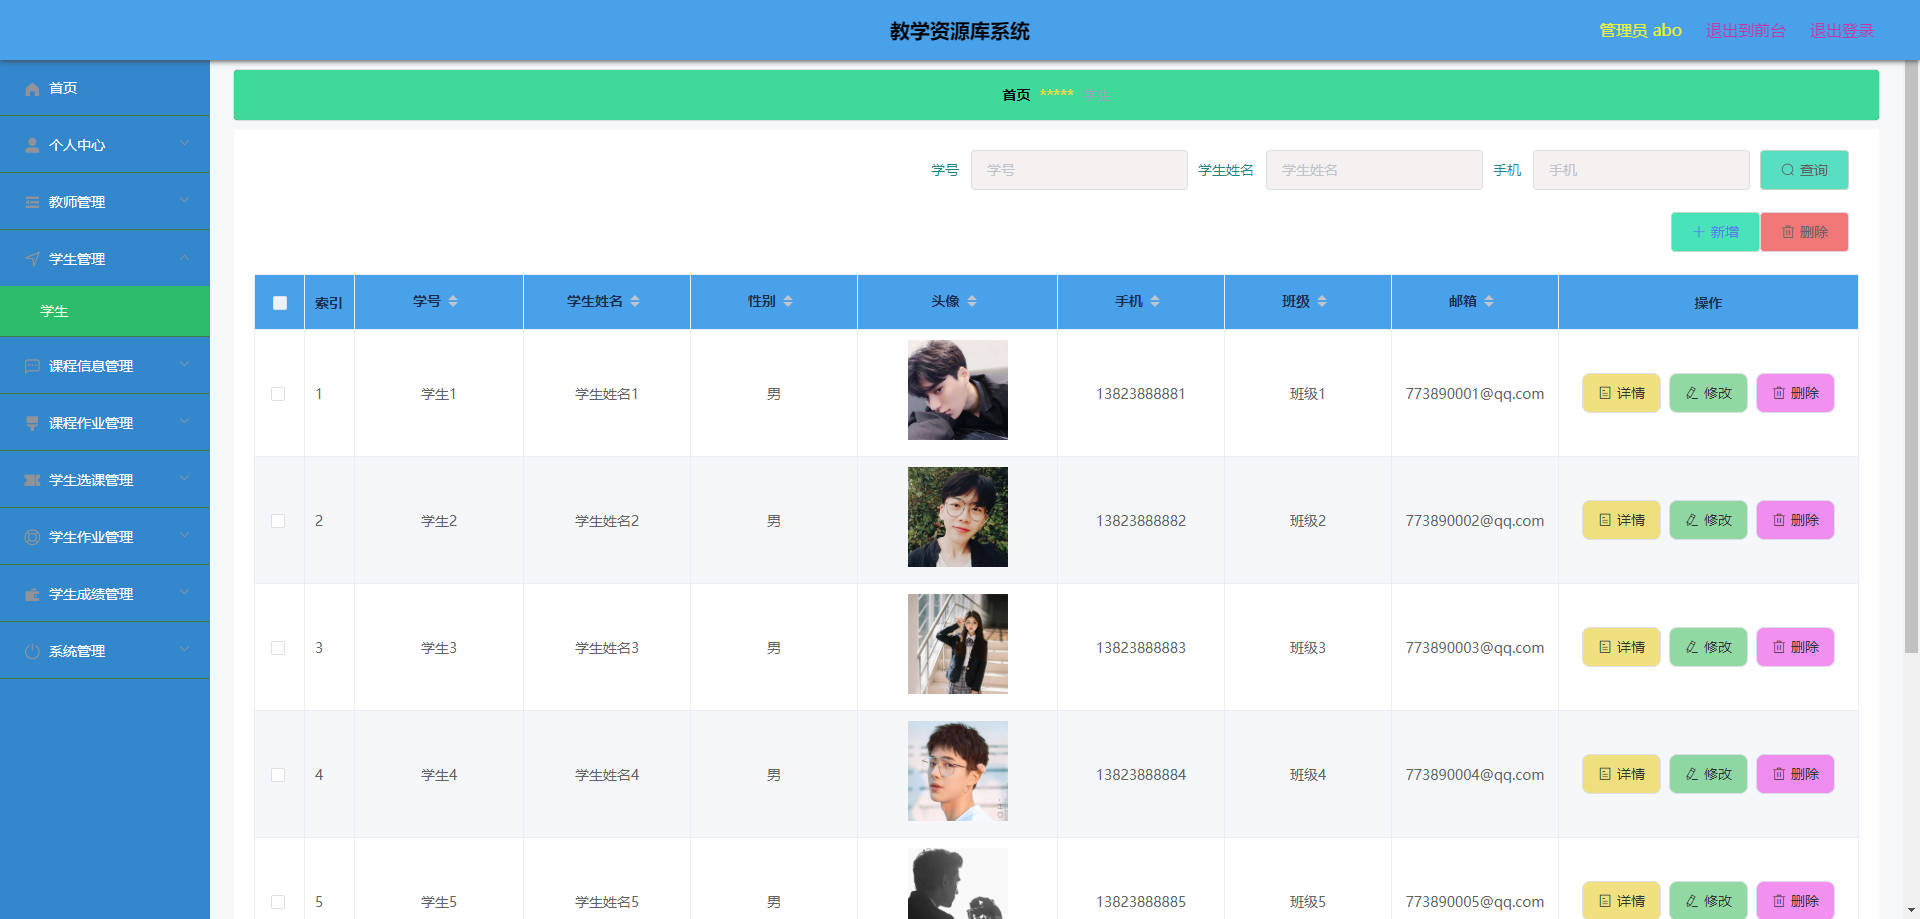 教学资源库系统
管理员 abo 退出到前台 退出登录
首页
个人中心
教师管理
学生管理
学生
课程信息管理
课程作业管理
学生选课管理
学生作业管理
学生成绩管理
系统管理
首页 ***** 学生
学号 学号 学生姓名 学生姓名 手机 手机 查询
新增 删除
索引 学号 学生姓名 性别 头像 手机 班级 邮箱 操作
1 学生1 学生姓名1 男 13823888881 班级1 773890001@qq.com 详情 修改 删除
2 学生2 学生姓名2 男 13823888882 班级2 773890002@qq.com 详情 修改 删除
3 学生3 学生姓名3 男 13823888883 班级3 773890003@qq.com 详情 修改 删除
4 学生4 学生姓名4 男 13823888884 班级4 773890004@qq.com 详情 修改 删除
5 学生5 学生姓名5 男 13823888885 班级5 773890005@qq.com 详情 修改 删除